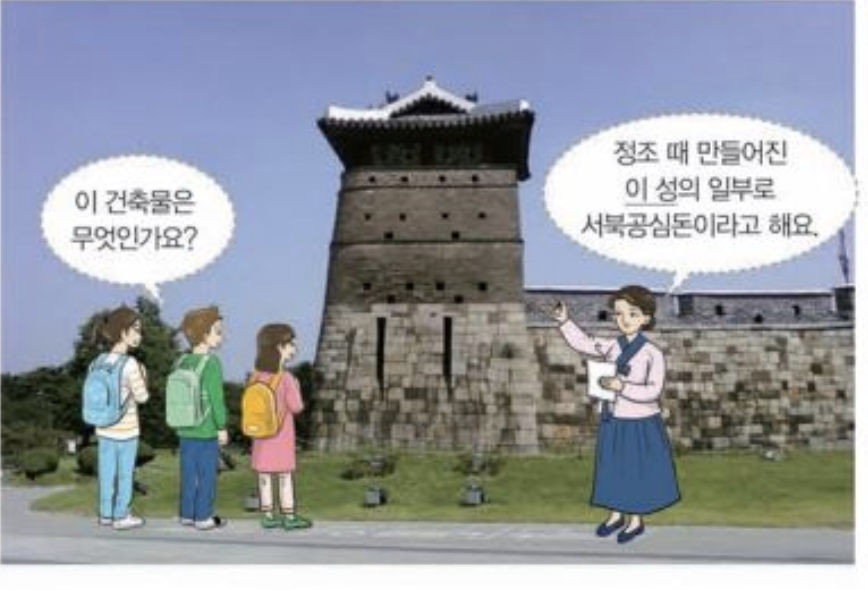 이 건축물은
무엇인가요?
정조 때 만들어진
이 성의 일부로
서북공심돈이라고 해요.